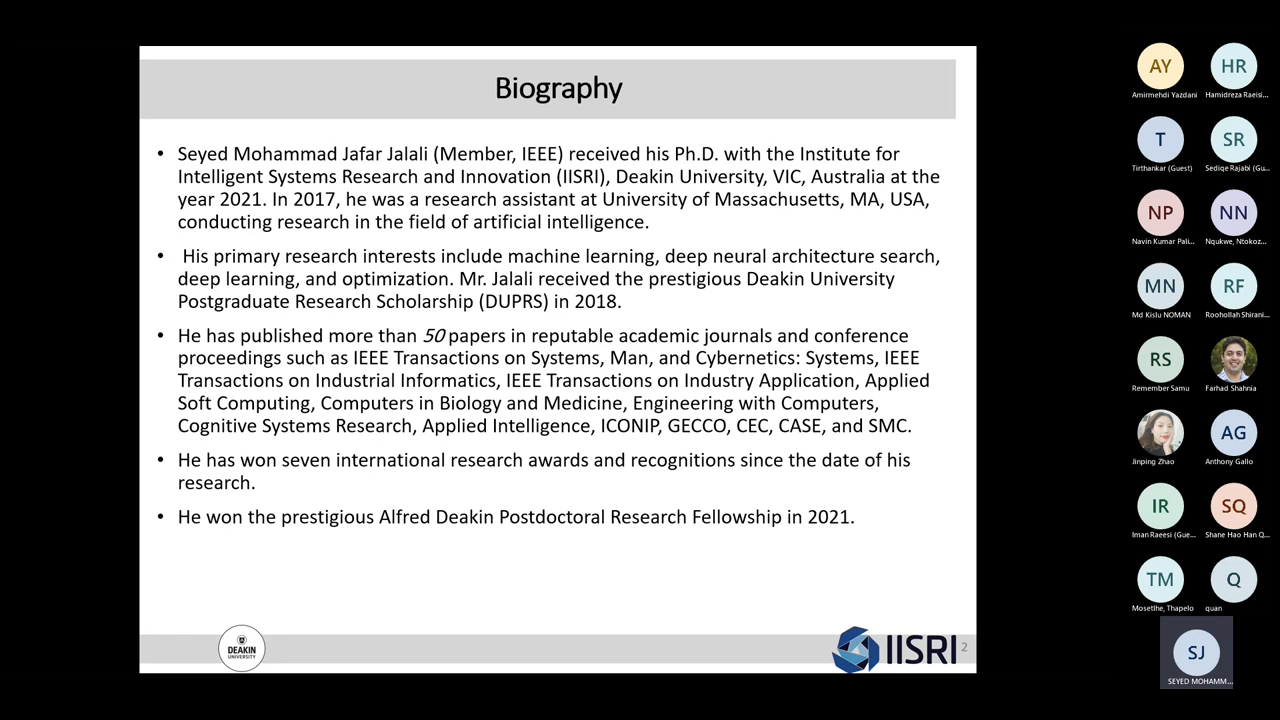 Biography
• Seyed Mohammad Jafar Jalali (Member, IEEE) received his Ph.D. with the Institute for
Intelligent Systems Research and Innovation (IISRI), Deakin University, VIC, Australia at the
year 2021. In 2017, he was a research assistant at University of Massachusetts, MA, USA,
conducting research in the field of artificial intelligence.
• His primary research interests include machine learning, deep neural architecture search,
deep learning, and optimization. Mr. Jalali received the prestigious Deakin University
Postgraduate Research Scholarship (DUPRS) in 2018.
• He has published more than 50 papers in reputable academic journals and conference
proceedings such as IEEE Transactions on Systems, Man, and Cybernetics: Systems, IEEE
Transactions on Industrial Informatics, IEEE Transactions on Industry Application, Applied
Soft Computing, Computers in Biology and Medicine, Engineering with Computers,
Cognitive Systems Research, Applied Intelligence, ICONIP, GECCO, CEC, CASE, and SMC.
• He has won seven international research awards and recognitions since the date of his
research.
• He won the prestigious Alfred Deakin Postdoctoral Research Fellowship in 2021.
DEAKIN
UNIVERSITY
IISRI
2
AY HR
Amirmehdi Yazdani Hamidreza Raeisi...
T SR
Tirthankar (Guest) Sediqe Rajabi (Gu...
NP NN
Navin Kumar Pali... Nqukwe, Ntokoz...
MN RF
Md Kislu NOMAN Roohollah Shirani...
RS
Remember Samu Farhad Shahnia
AG
Jinping Zhao Anthony Gallo
IR SQ
Iman Raeesi (Gue... Shane Hao Han Q...
TM Q
Mosetlhe, Thapelo quan
SJ
SEYED MOHAMM...